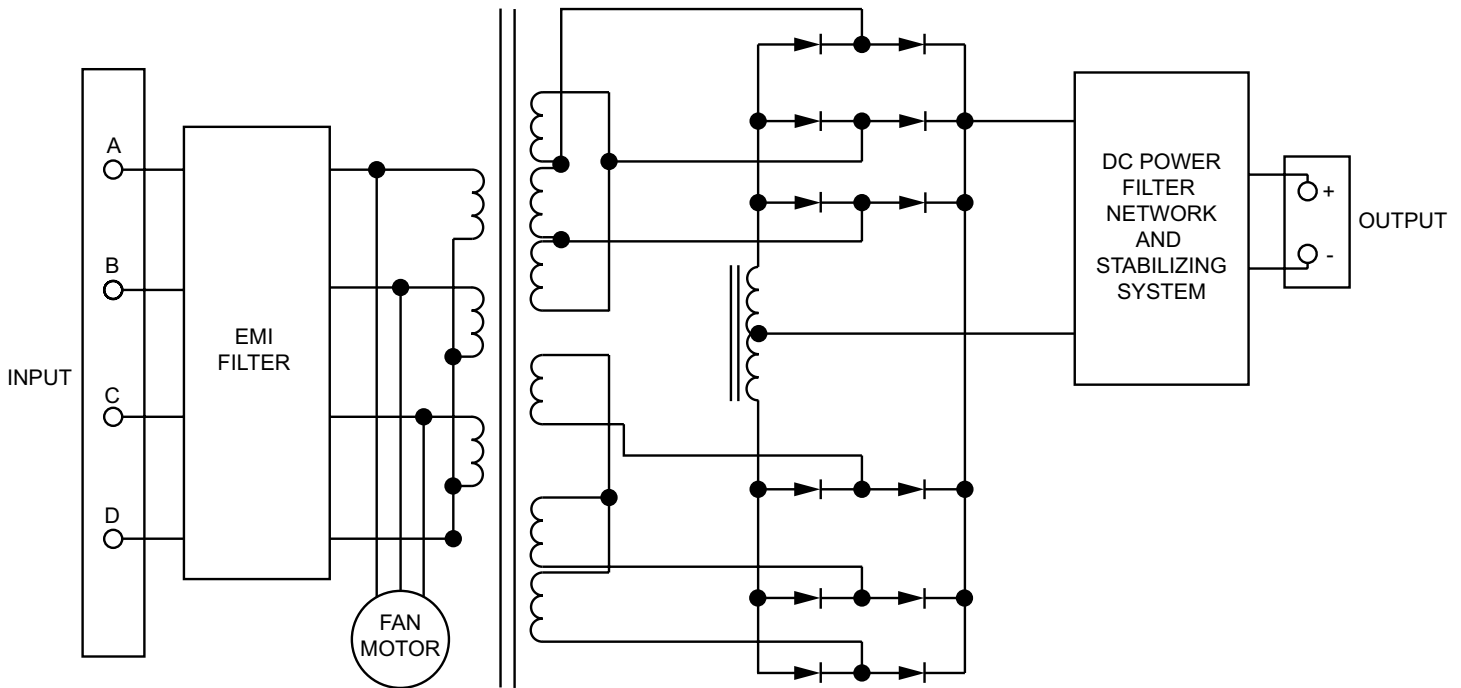 INPUT
A
B
C
D
EMI
FILTER
FAN
MOTOR
DC POWER
FILTER
NETWORK
AND
STABILIZING
SYSTEM
+
-
OUTPUT